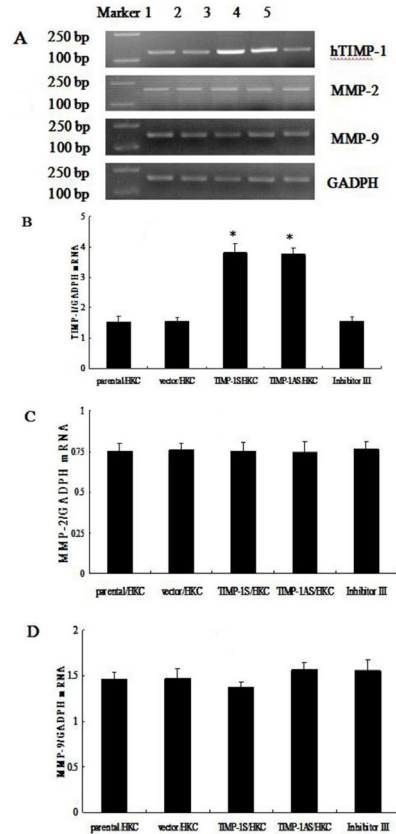 Marker 1 2 3 4 5
A
250 bp
100 bp
hTIMP-1
250 bp
100 bp
MMP-2
250 bp
100 bp
MMP-9
250 bp
100 bp
GADPH
B
TIMP-1/GADPH mRNA
5
4
3
2
1
0
*
*
parental/HKC vector/HKC TIMP-1S/HKC TIMP-1AS/HKC Inhibitor III
C
MMP-2/GADPH mRNA
1
0.75
0.5
0.25
0
parental/HKC vector/HKC TIMP-1S/HKC TIMP-1AS/HKC Inhibitor III
D
MMP-9/GADPH mRNA
2
1.5
1
0.5
0
parental/HKC vector/HKC TIMP-1S/HKC TIMP-1AS/HKC Inhibitor III